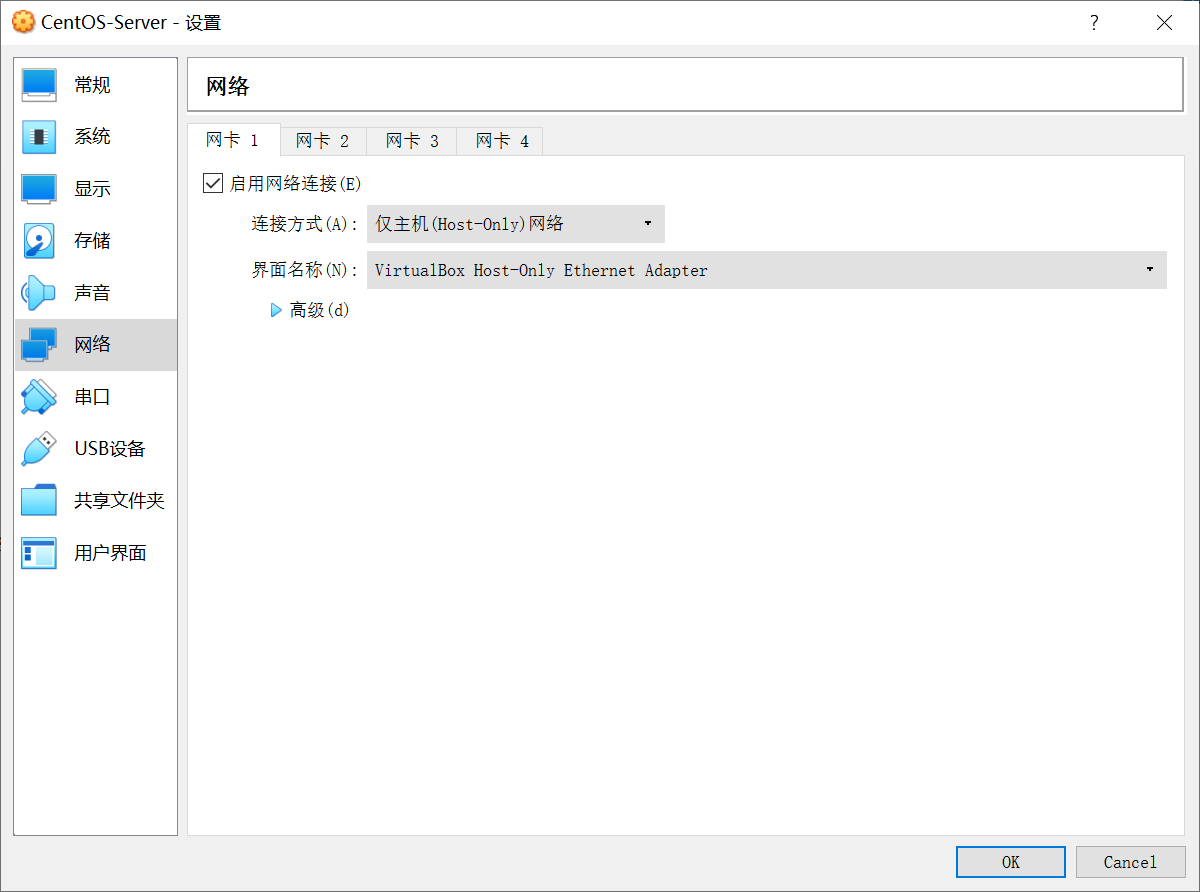 CentOS-Server - 设置
?
常规
系统
显示
存储
声音
网络
串口
USB设备
共享文件夹
用户界面
网络
网卡 1 网卡 2 网卡 3 网卡 4
启用网络连接(E)
连接方式(A): 仅主机(Host-Only)网络
界面名称(N): VirtualBox Host-Only Ethernet Adapter
高级(d)
OK Cancel